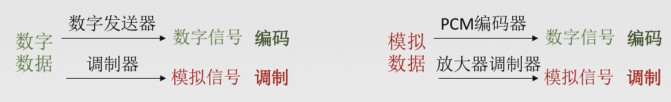 数字发送器
数字数据
数字信号 编码
调制器
模拟信号 调制
PCM编码器
模拟数据
数字信号 编码
放大器调制器
模拟信号 调制